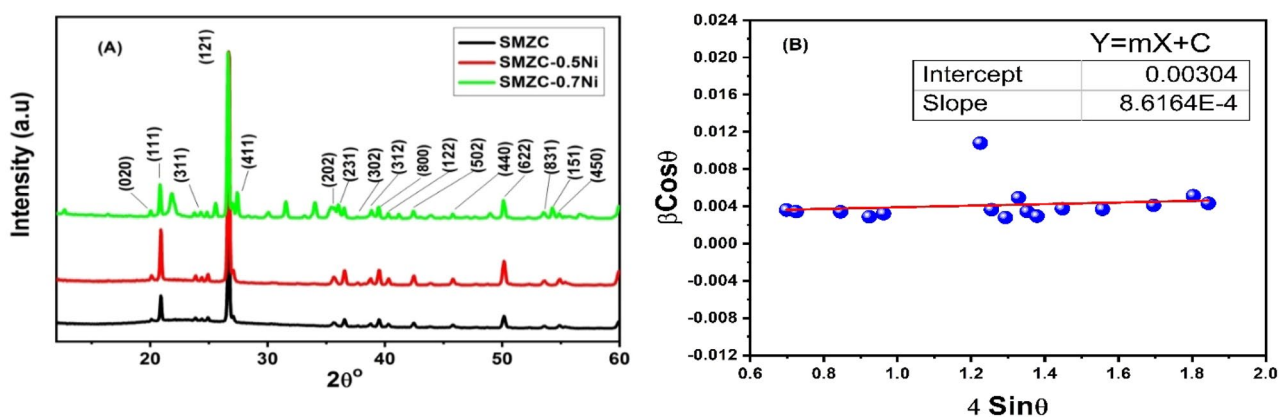 (A)
SMZC
SMZC-0.5Ni
SMZC-0.7Ni
(020)
(111)
(311)
(121)
(411)
(202)
(231)
(302)
(312)
(800)
(122)
(502)
(440)
(622)
(831)
(151)
(450)
Intensity (a.u)
20 30 40 50 60
2θ°
(B)
Y=mX+C
Intercept 0.00304
Slope 8.6164E-4
βCosθ
0.024
0.020
0.016
0.012
0.008
0.004
0.000
-0.004
-0.008
-0.012
0.6 0.8 1.0 1.2 1.4 1.6 1.8 2.0
4 Sinθ